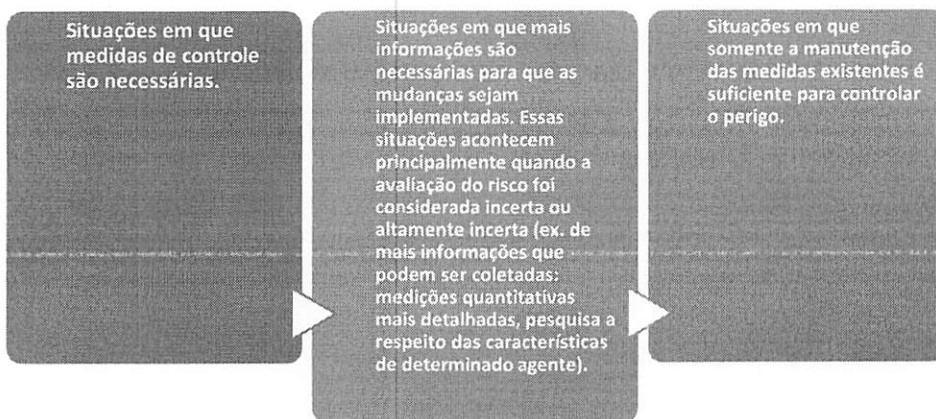 Situações em que
medidas de controle
são necessárias.
Situações em que mais
informações são
necessárias para que as
mudanças sejam
implementadas. Essas
situações acontecem
principalmente quando a
avaliação do risco foi
considerada incerta ou
altamente incerta (ex. de
mais informações que
podem ser coletadas:
medições quantitativas
mais detalhadas, pesquisa a
respeito das características
de determinado agente).
Situações em que
somente a manutenção
das medidas existentes é
suficiente para controlar
o perigo.